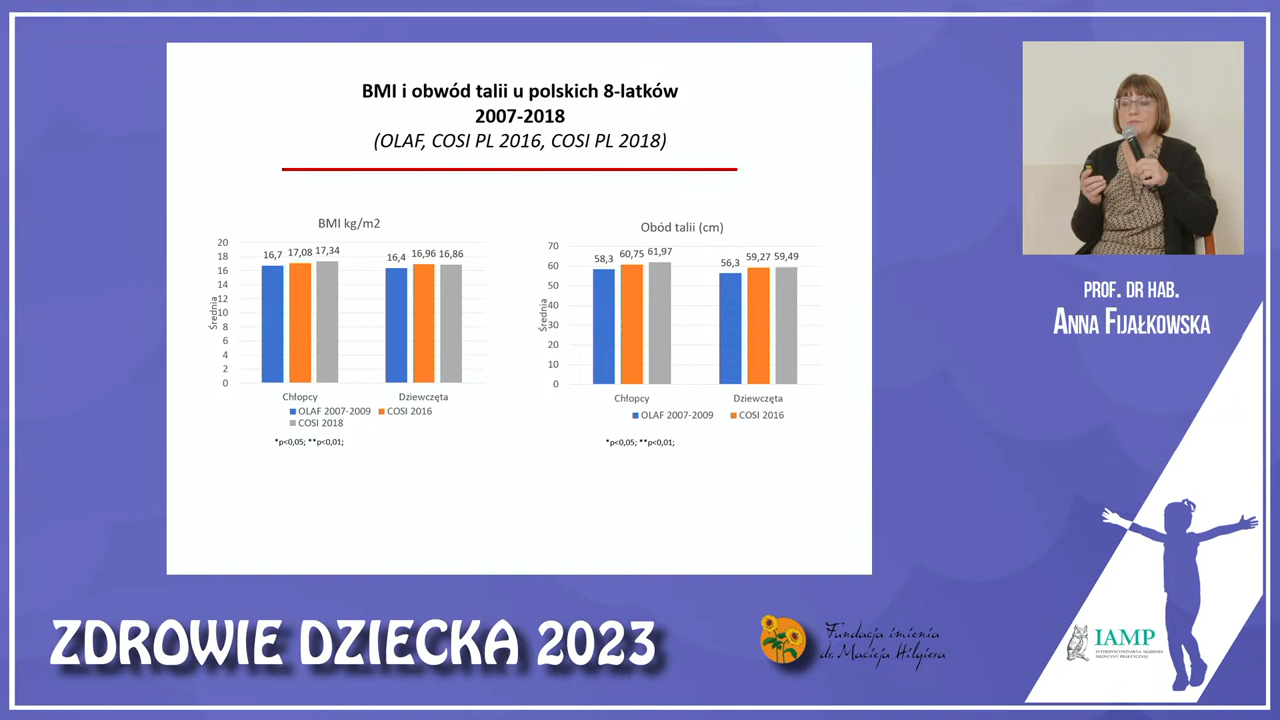 BMI i obwód talii u polskich 8-latków
2007-2018
(OLAF, COSI PL 2016, COSI PL 2018)
BMI kg/m2
20
18
16
14
12
10
8
6
4
2
0
Średnia
16,7
17,08
17,34
16,4
16,96
16,86
Chłopcy
Dziewczęta
OLAF 2007-2009
COSI 2016
COSI 2018
*p<0,05; **p<0,01;
Obód talii (cm)
70
60
50
40
30
20
10
0
Średnia
58,3
60,75
61,97
56,3
59,27
59,49
Chłopcy
Dziewczęta
OLAF 2007-2009
COSI 2016
*p<0,05; **p<0,01;
PROF. DR HAB.
ANNA FIJAŁKOWSKA
ZDROWIE DZIECKA 2023
Fundacja imienia
dr Macieja Hilgiera
IAMP
INTERDYSCYPLINARNA AKADEMIA
MEDYCYNY PRAKTYCZNEJ